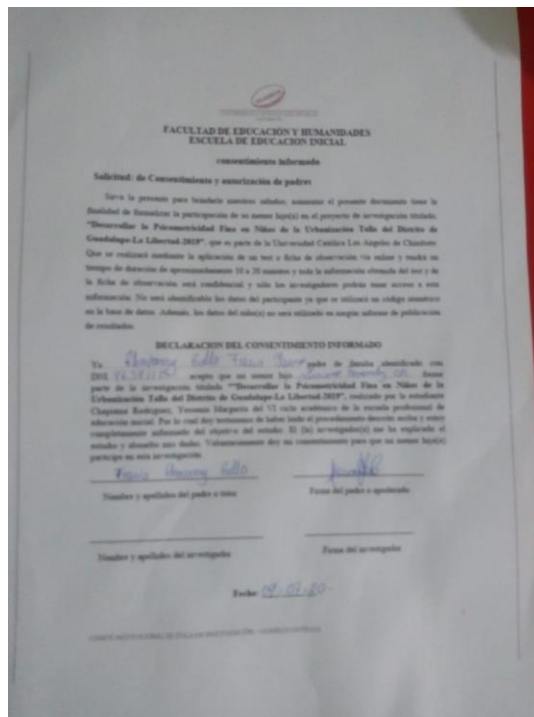 FACULTAD DE EDUCACIÓN Y HUMANIDADES
ESCUELA DE EDUCACION INICIAL
consentimiento informado
Solicitud: de Consentimiento y autorización de padres
Sirva la presente para brindarle nuestros saludos, asimismo el presente documento tiene la
finalidad de formalizar la participación de su menor hijo(a) en el proyecto de investigación titulado,
"Desarrollar la Psicomotricidad Fina en Niños de la Urbanización Tolla del Distrito de
Guadalupe-La Libertad-2019", que es parte de la Universidad Católica Los Ángeles de Chimbote.
Que se realizará mediante la aplicación de un test o ficha de observación vía online y tendrá un
tiempo de duración de aproximadamente 10 a 20 minutos y toda la información obtenida del test y de
la ficha de observación será confidencial y sólo los investigadores podrán tener acceso a esta
información. No será identificable los datos del participante ya que se utilizará un código numérico
en la base de datos. Además, los datos del niño(a) no será utilizado en ningún informe de publicación
de resultados.
DECLARACION DEL CONSENTIMIENTO INFORMADO
Yo padre de familia identificado con
DNI acepto que mi menor hijo forme
parte de la investigación titulado ""Desarrollar la Psicomotricidad Fina en Niños de la
Urbanización Tolla del Distrito de Guadalupe-La Libertad-2019", realizado por la estudiante
Chapoñan Rodriguez, Yessenia Margarita del VI ciclo académico de la escuela profesional de
educación inicial. Por lo cual doy testimonio de haber leído el procedimiento descrito arriba y estoy
completamente informado del objetivo del estudio. El (la) investigador(a) me ha explicado el
estudio y absuelto mis dudas. Voluntariamente doy mi consentimiento para que mi menor hijo(a)
participe en esta investigación.
Nombre y apellidos del padre o tutor
Firma del padre o apoderado
Nombre y apellidos del investigador
Firma del investigador
Fecha: 09-07-20-